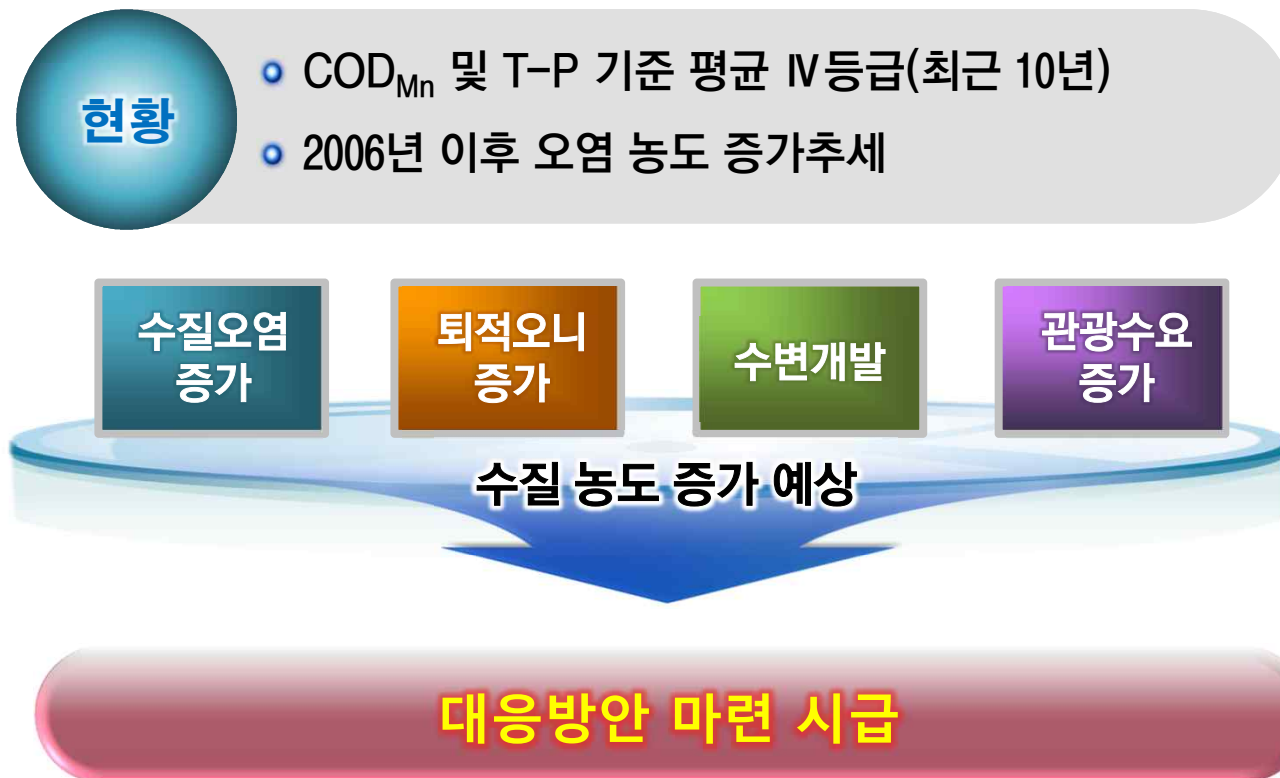 현황
COD Mn 및 T-P 기준 평균 Ⅳ등급(최근 10년)
2006년 이후 오염 농도 증가추세
수질오염
증가
퇴적오니
증가
수변개발
관광수요
증가
수질 농도 증가 예상
대응방안 마련 시급